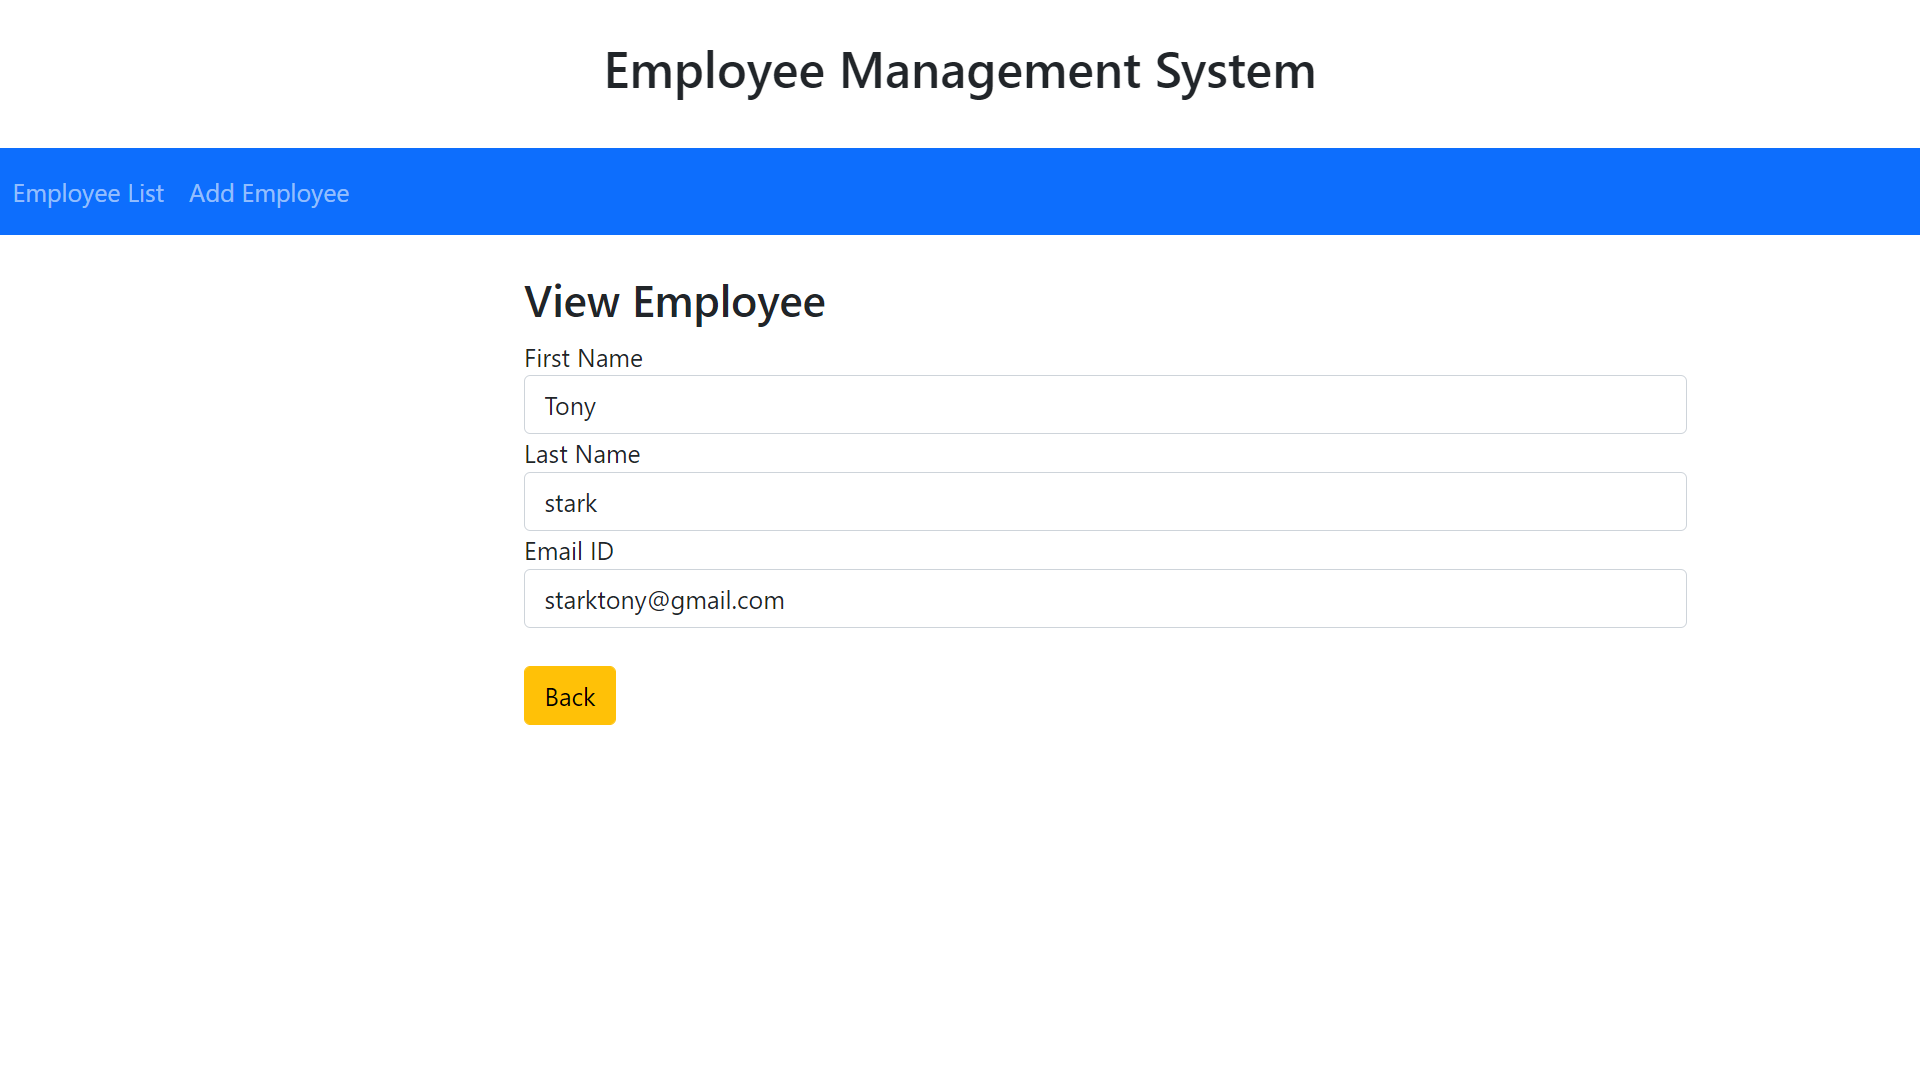 Employee Management System
Employee List Add Employee
View Employee
First Name
Tony
Last Name
stark
Email ID
starktony@gmail.com
Back